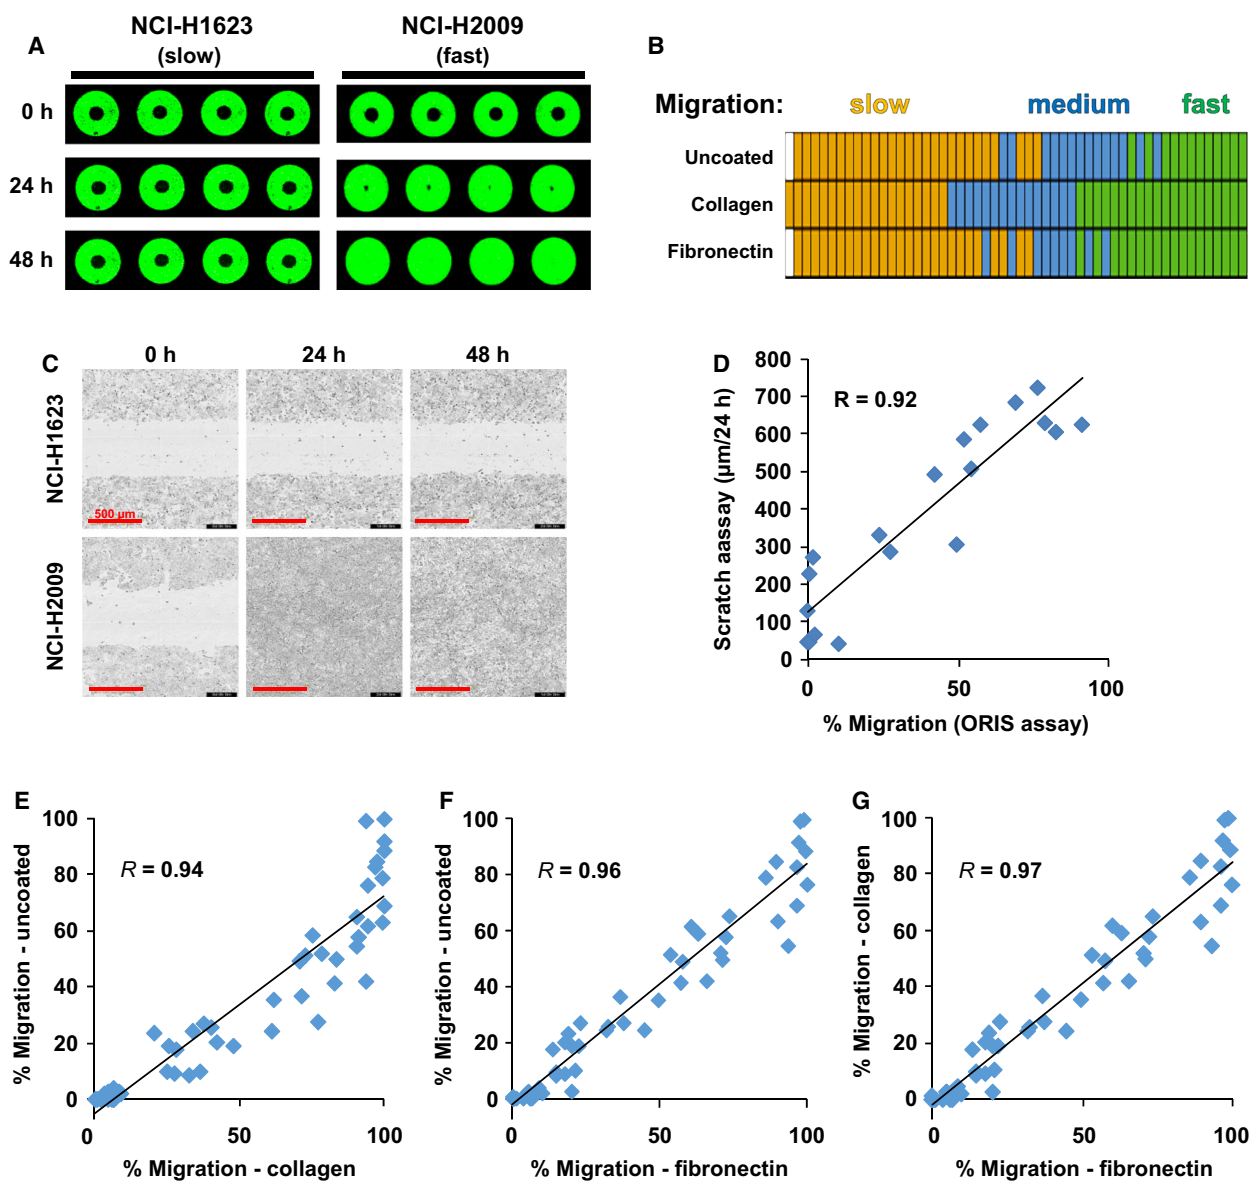 A
NCI-H1623
(slow)
NCI-H2009
(fast)
0 h
24 h
48 h
B
Migration:
slow
medium
fast
Uncoated
Collagen
Fibronectin
C
0 h
24 h
48 h
NCI-H1623
500 µm
NCI-H2009
D
R = 0.92
Scratch aassay (µm/24 h)
800
700
600
500
400
300
200
100
0
0
50
100
% Migration (ORIS assay)
E
R = 0.94
% Migration - uncoated
100
80
60
40
20
0
0
50
100
% Migration - collagen
F
R = 0.96
% Migration - uncoated
100
80
60
40
20
0
0
50
100
% Migration - fibronectin
G
R = 0.97
% Migration - collagen
100
80
60
40
20
0
0
50
100
% Migration - fibronectin